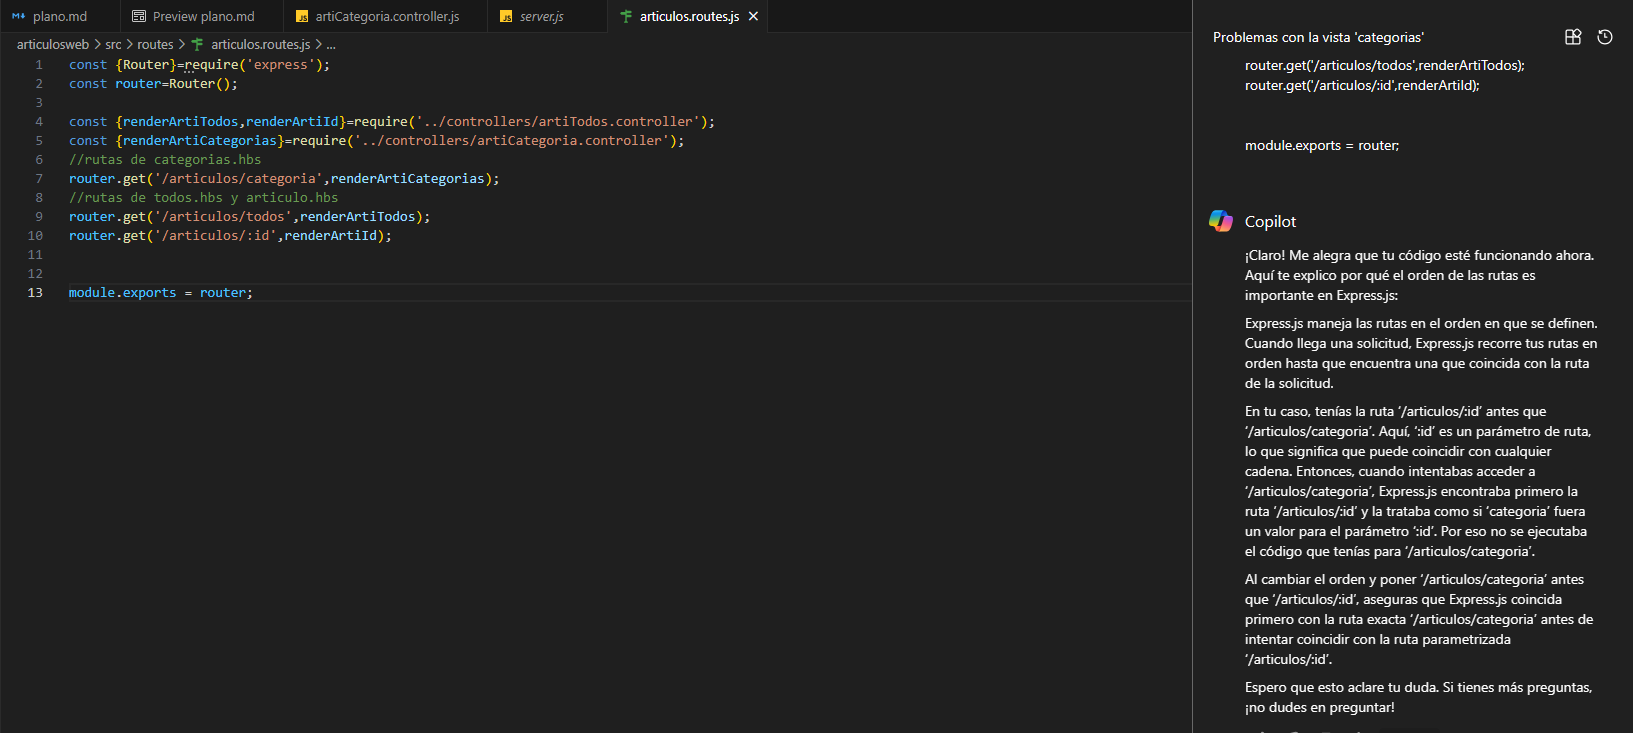 plano.md
Preview plano.md
JS artiCategoria.controller.js
JS server.js
articulos.routes.js
articulosweb > src > routes > articulos.routes.js > ...
1 const {Router}=require('express');
2 const router=Router();
3
4 const {renderArtiTodos,renderArtiId}=require('../controllers/artiTodos.controller');
5 const {renderArtiCategorias}=require('../controllers/artiCategoria.controller');
6 //rutas de categorias.hbs
7 router.get('/articulos/categoria',renderArtiCategorias);
8 //rutas de todos.hbs y articulo.hbs
9 router.get('/articulos/todos',renderArtiTodos);
10 router.get('/articulos/:id',renderArtiId);
11
12
13 module.exports = router;
Problemas con la vista 'categorias'
router.get('/articulos/todos',renderArtiTodos);
router.get('/articulos/:id',renderArtiId);
module.exports = router;
Copilot
¡Claro! Me alegra que tu código esté funcionando ahora.
Aquí te explico por qué el orden de las rutas es
importante en Express.js:
Express.js maneja las rutas en el orden en que se definen.
Cuando llega una solicitud, Express.js recorre tus rutas en
orden hasta que encuentra una que coincida con la ruta
de la solicitud.
En tu caso, tenías la ruta ‘/articulos/:id’ antes que
‘/articulos/categoria’. Aquí, ‘:id’ es un parámetro de ruta,
lo que significa que puede coincidir con cualquier
cadena. Entonces, cuando intentabas acceder a
‘/articulos/categoria’, Express.js encontraba primero la
ruta ‘/articulos/:id’ y la trataba como si ‘categoria’ fuera
un valor para el parámetro ‘:id’. Por eso no se ejecutaba
el código que tenías para ‘/articulos/categoria’.
Al cambiar el orden y poner ‘/articulos/categoria’ antes
que ‘/articulos/:id’, aseguras que Express.js coincida
primero con la ruta exacta ‘/articulos/categoria’ antes de
intentar coincidir con la ruta parametrizada
‘/articulos/:id’.
Espero que esto aclare tu duda. Si tienes más preguntas,
¡no dudes en preguntar!